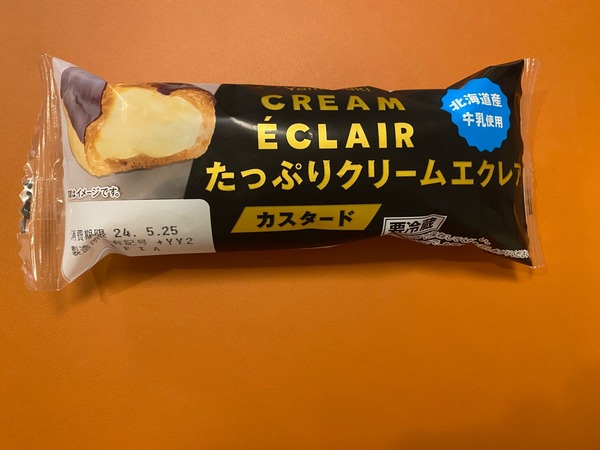 CREAM
ÉCLAIR
たっぷりクリームエクレア
カスタード
北海道産
牛乳使用
要冷蔵
イメージです。
消費期限 24. 5.25
+YY2